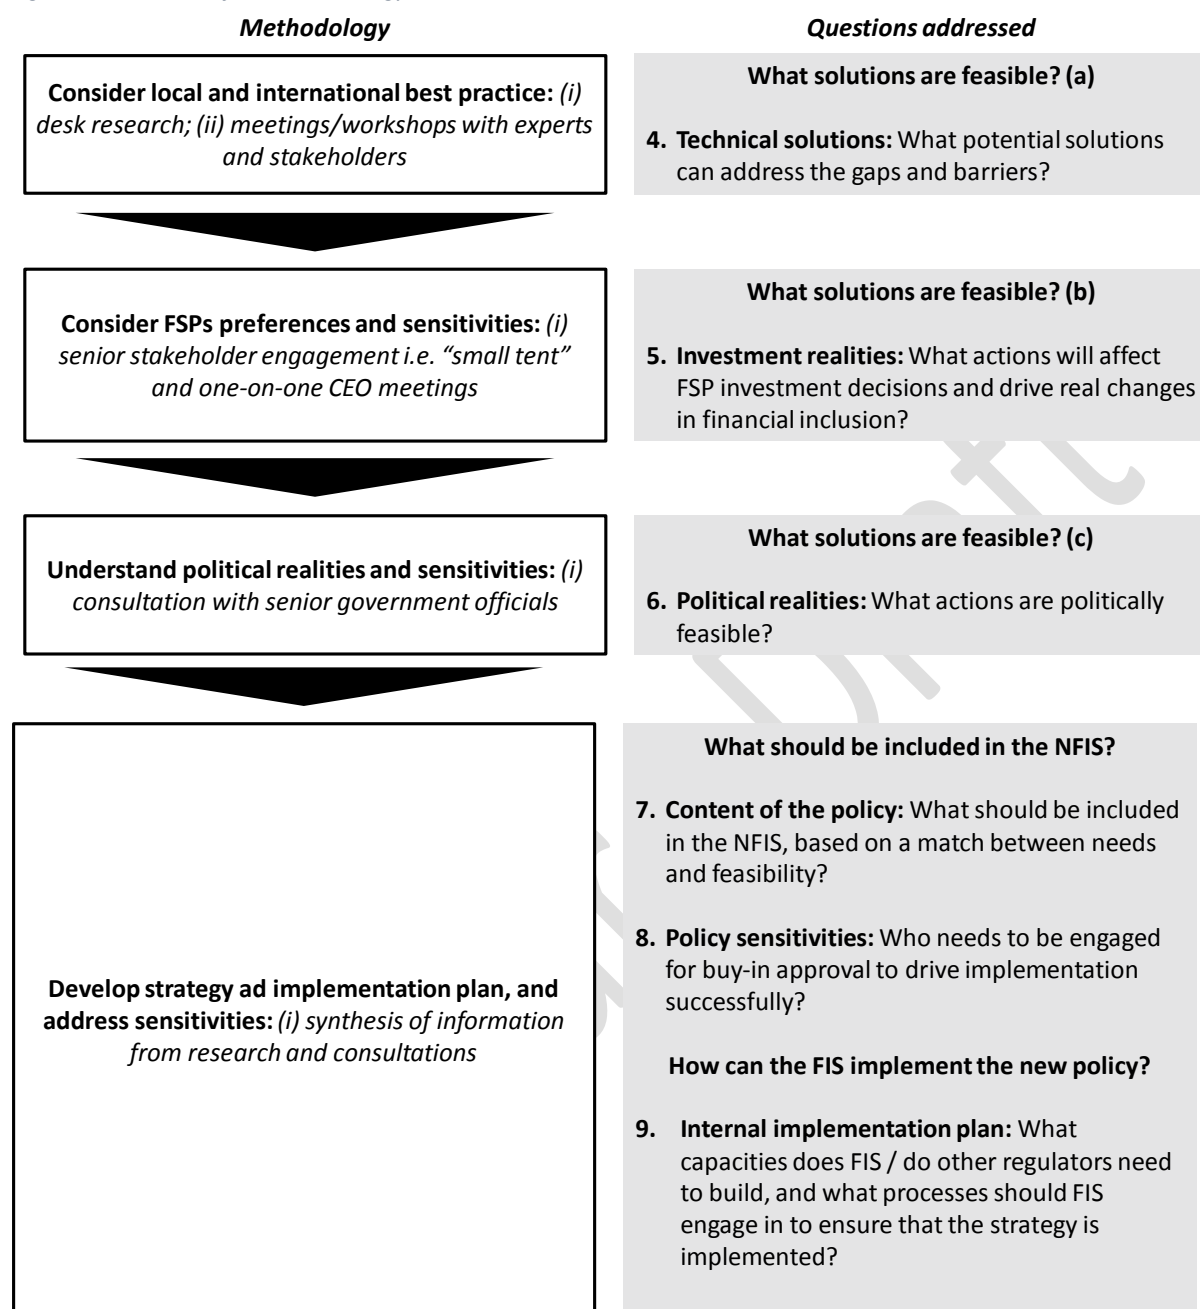 Methodology
Questions addressed
Consider local and international best practice: (i)
desk research; (ii) meetings/workshops with experts
and stakeholders
What solutions are feasible? (a)
4. Technical solutions: What potential solutions
can address the gaps and barriers?
Consider FSPs preferences and sensitivities: (i)
senior stakeholder engagement i.e. “small tent”
and one-on-one CEO meetings
What solutions are feasible? (b)
5. Investment realities: What actions will affect
FSP investment decisions and drive real changes
in financial inclusion?
Understand political realities and sensitivities: (i)
consultation with senior government officials
What solutions are feasible? (c)
6. Political realities: What actions are politically
feasible?
Develop strategy ad implementation plan, and
address sensitivities: (i) synthesis of information
from research and consultations
What should be included in the NFIS?
7. Content of the policy: What should be included
in the NFIS, based on a match between needs
and feasibility?
8. Policy sensitivities: Who needs to be engaged
for buy-in approval to drive implementation
successfully?
How can the FIS implement the new policy?
9. Internal implementation plan: What
capacities does FIS / do other regulators need
to build, and what processes should FIS
engage in to ensure that the strategy is
implemented?
Draft